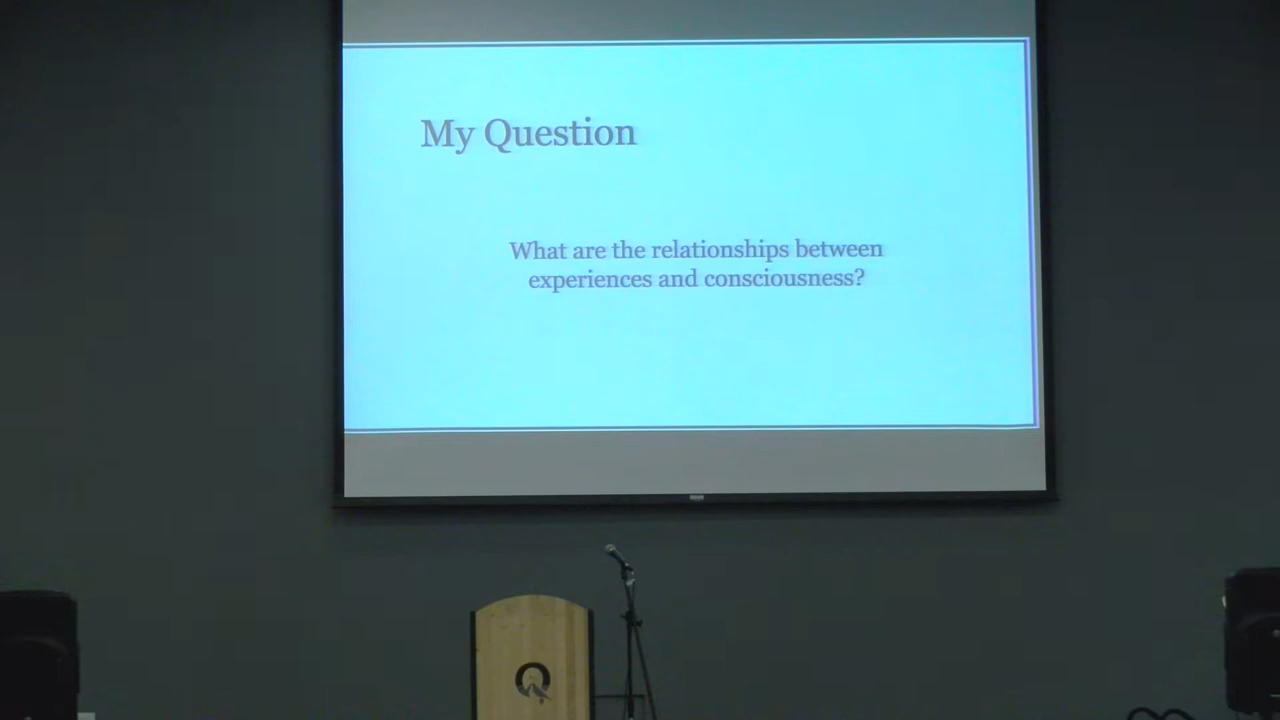 My Question
What are the relationships between
experiences and consciousness?
Q